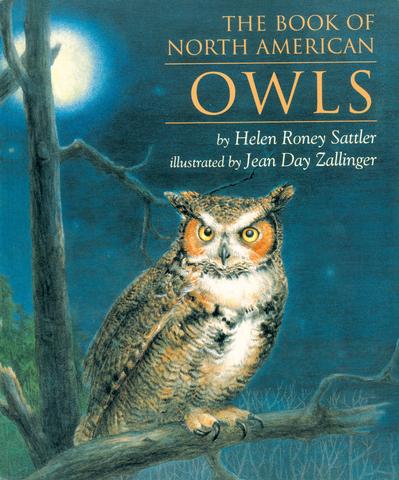 THE BOOK OF
NORTH AMERICAN
OWLS
by Helen Roney Sattler
illustrated by Jean Day Zallinger